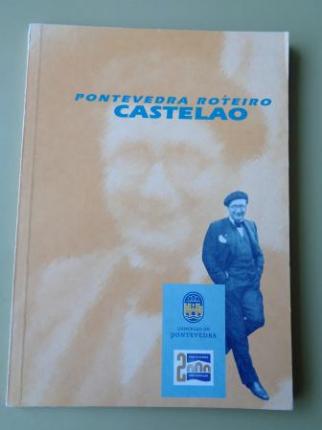 PONTEVEDRA ROTEIRO
CASTELAO
CONCELLO DE
PONTEVEDRA
2000